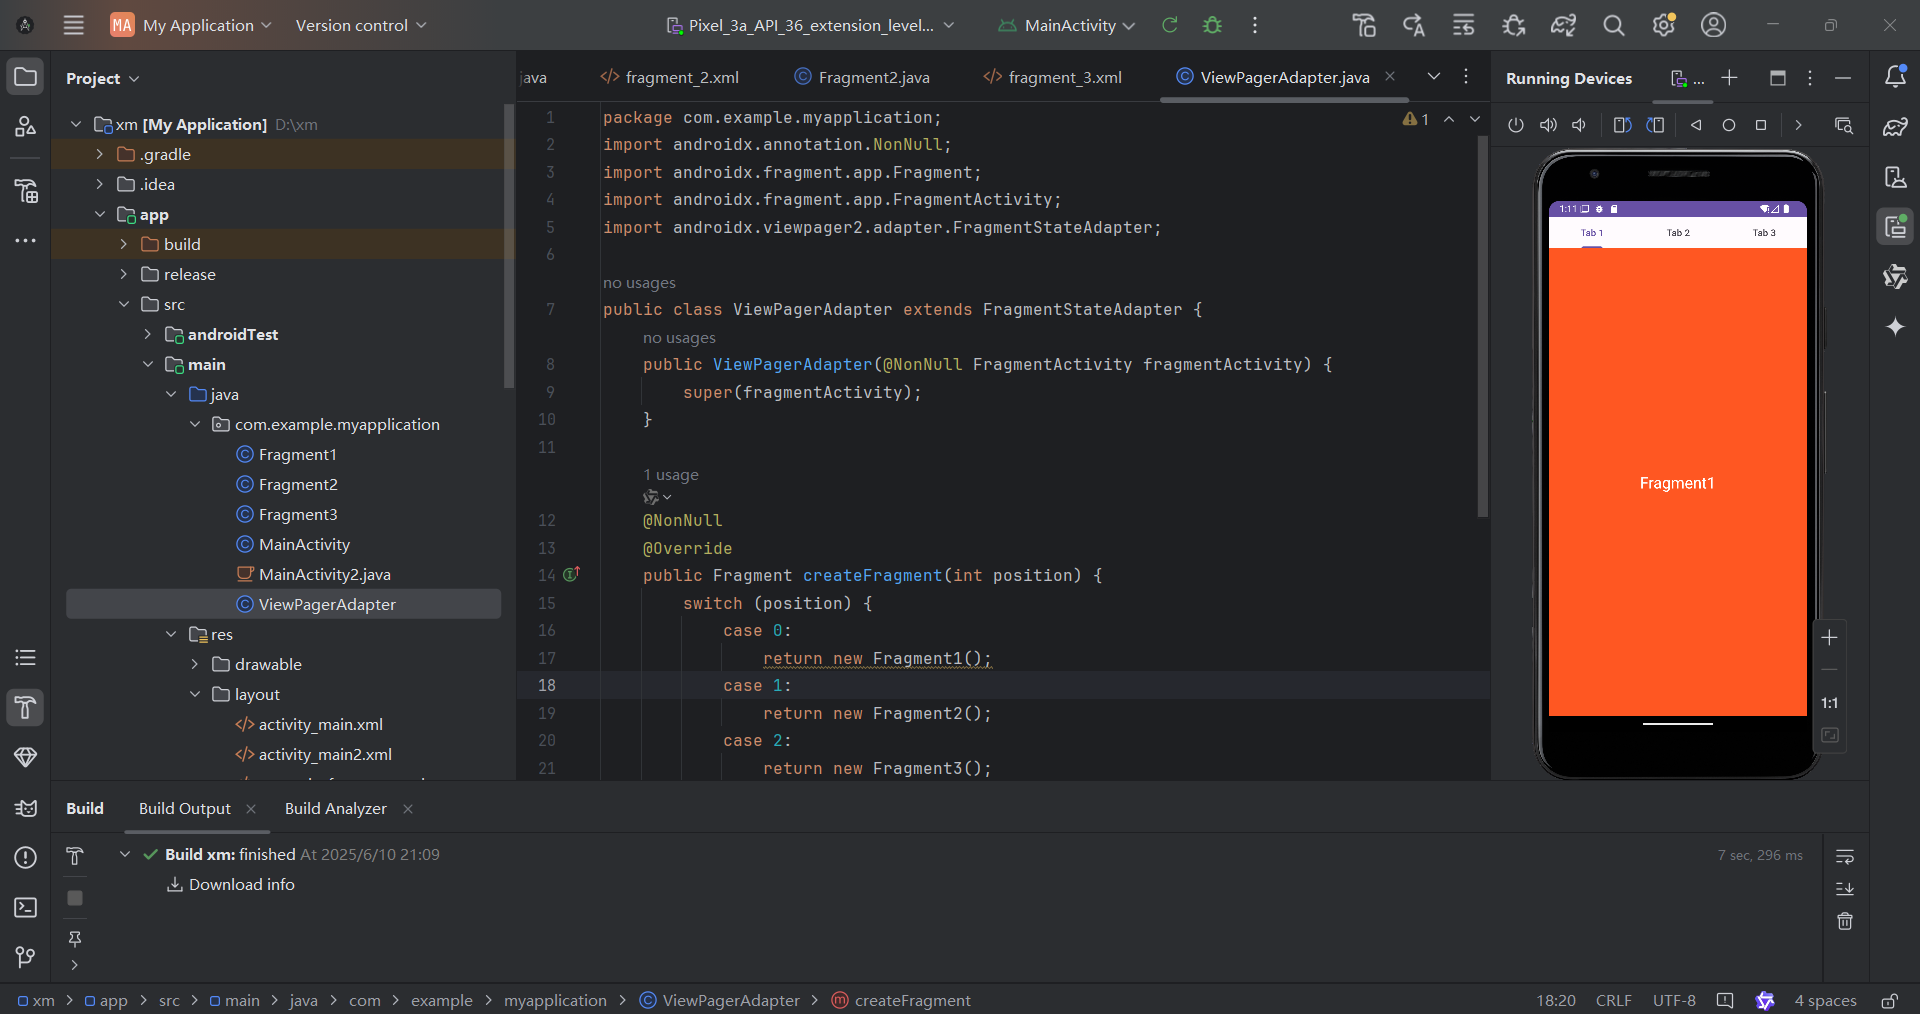 MA My Application Version control Pixel_3a_API_36_extension_level... MainActivity
Project
xm [My Application] D:\xm
.gradle
.idea
app
build
release
src
androidTest
main
java
com.example.myapplication
Fragment1
Fragment2
Fragment3
MainActivity
MainActivity2.java
ViewPagerAdapter
res
drawable
layout
activity_main.xml
activity_main2.xml
java fragment_2.xml Fragment2.java fragment_3.xml ViewPagerAdapter.java
1 package com.example.myapplication;
2 import androidx.annotation.NonNull;
3 import androidx.fragment.app.Fragment;
4 import androidx.fragment.app.FragmentActivity;
5 import androidx.viewpager2.adapter.FragmentStateAdapter;
6
no usages
7 public class ViewPagerAdapter extends FragmentStateAdapter {
no usages
8 public ViewPagerAdapter(@NonNull FragmentActivity fragmentActivity) {
9 super(fragmentActivity);
10 }
11
1 usage
12 @NonNull
13 @Override
14 public Fragment createFragment(int position) {
15 switch (position) {
16 case 0:
17 return new Fragment1();
18 case 1:
19 return new Fragment2();
20 case 2:
21 return new Fragment3();
1
Running Devices ...
1:11
Tab 1 Tab 2 Tab 3
Fragment1
1:1
Build Build Output Build Analyzer
Build xm: finished At 2025/6/10 21:09 7 sec, 296 ms
Download info
xm > app > src > main > java > com > example > myapplication > ViewPagerAdapter > createFragment 18:20 CRLF UTF-8 4 spaces